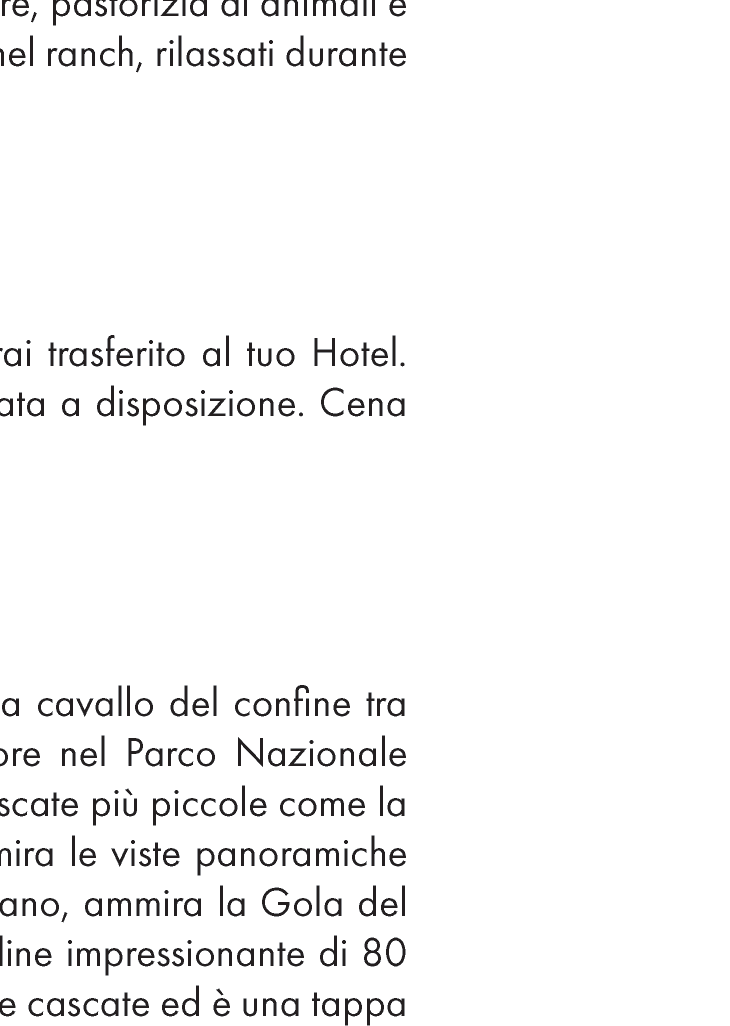 re, pastorizia di animali e
nel ranch, rilassati durante
rai trasferito al tuo Hotel.
ata a disposizione. Cena
a cavallo del confine tra
ore nel Parco Nazionale
scate più piccole come la
mira le viste panoramiche
ano, ammira la Gola del
line impressionante di 80
e cascate ed è una tappa